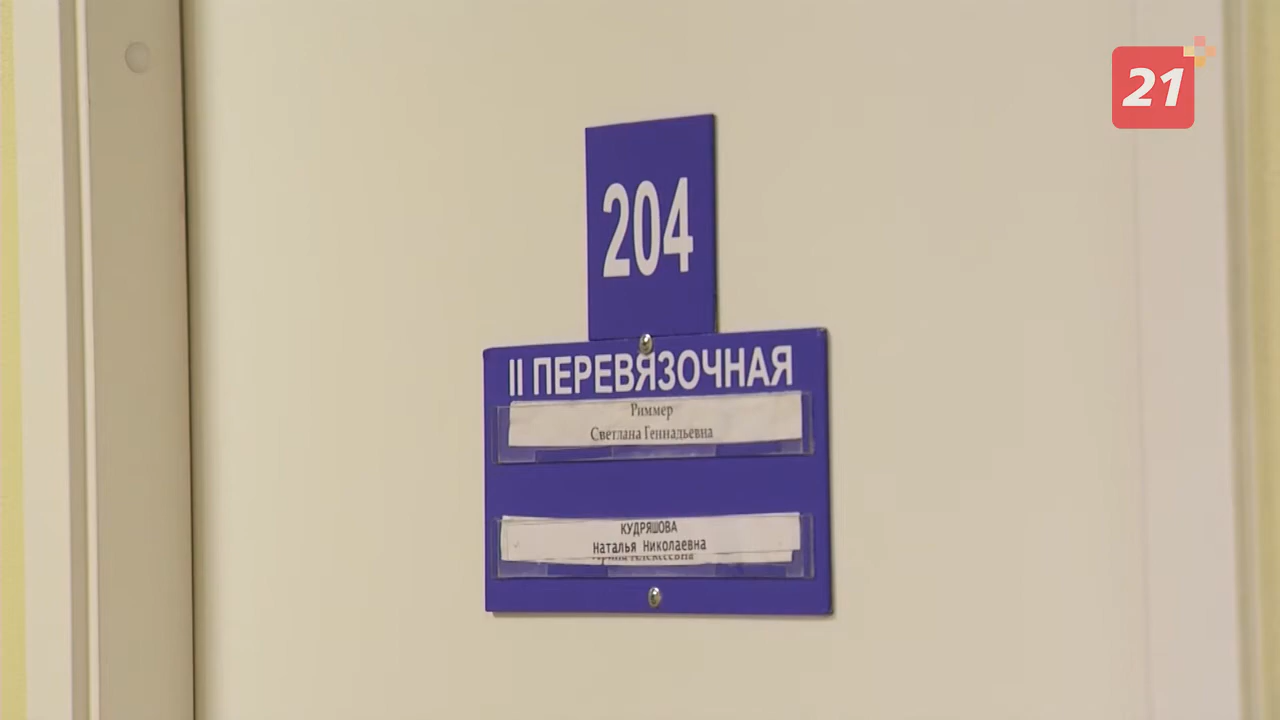 21
204
II ПЕРЕВЯЗОЧНАЯ
Риммер
Светлана Геннадьевна
КУДРЯШОВА
Наталья Николаевна